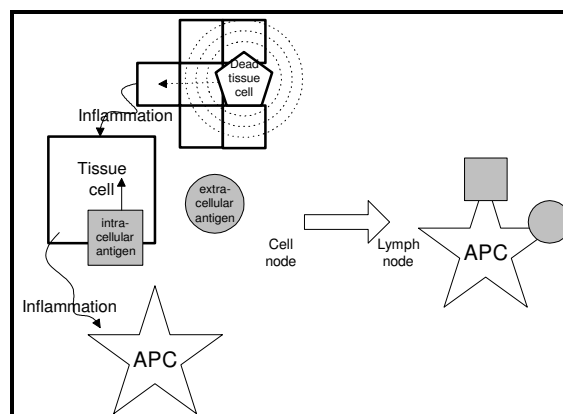 Dead
tissue
cell
Inflammation
Tissue
cell
extra-
cellular
antigen
intra-
cellular
antigen
Cell
node
Lymph
node
APC
Inflammation
APC